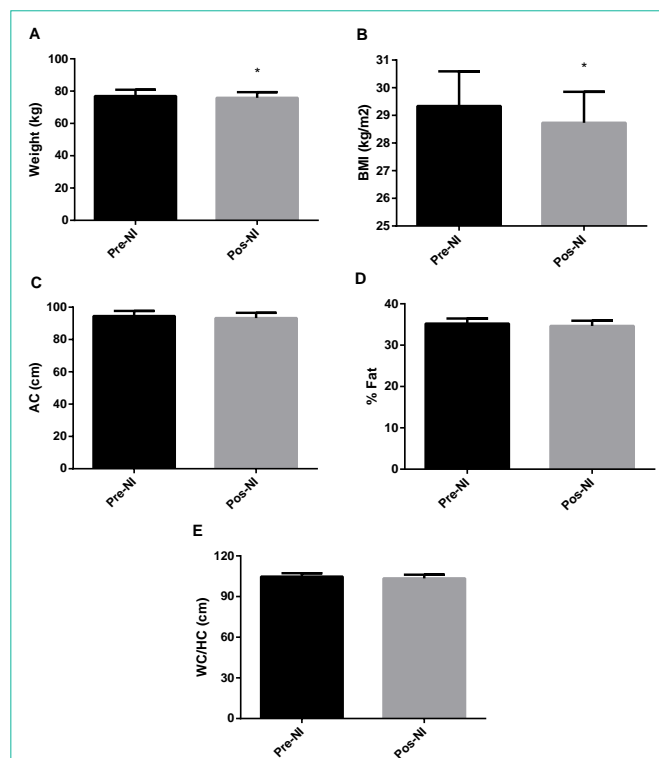 A
Weight (kg)
100
80
60
40
20
0
*
Pre-NI
Pos-NI
B
BMI (kg/m2)
31
30
29
28
27
26
25
*
Pre-NI
Pos-NI
C
AC (cm)
100
80
60
40
20
0
Pre-NI
Pos-NI
D
% Fat
40
30
20
10
0
Pre-NI
Pos-NI
E
WC/HC (cm)
120
90
60
30
0
Pre-NI
Pos-NI